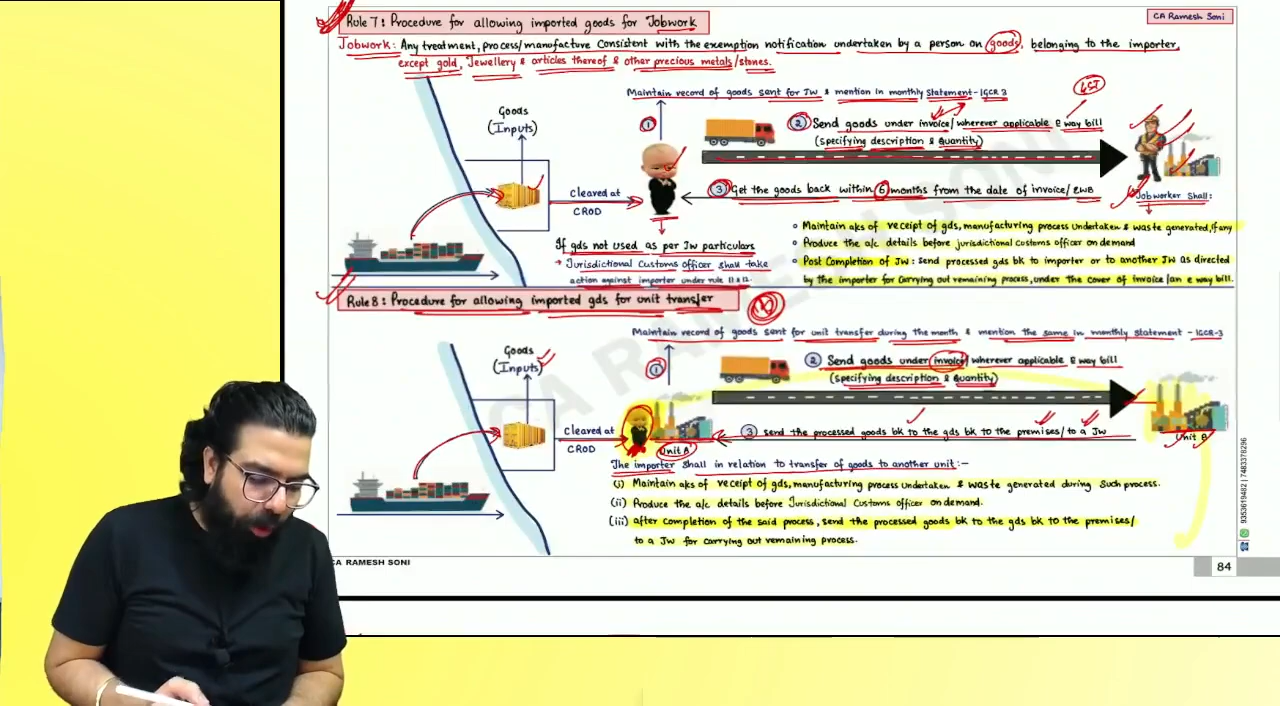 Rule 7: Procedure for allowing imported goods for Jobwork
CA Ramesh Soni
Jobwork: Any treatment, process/manufacture consistent with the exemption notification undertaken by a person on goods, belonging to the importer,
except gold, Jewellery & articles thereof & other precious metals/stones.
Maintain record of goods sent for JW & mention in monthly statement - IGCR 3
GST
Goods
(Inputs)
①
② Send goods under invoice/wherever applicable E way bill
(specifying description & quantity)
Cleared at
CROD
③ Get the goods back within 6 months from the date of invoice/EWB
Jobworker shall:
If gds not used as per JW particulars
→ Jurisdictional Customs officer shall take
action against importer under rule 11 & 12.
o Maintain a/cs of receipt of gds, manufacturing process undertaken & waste generated, if any
o Produce the a/c details before jurisdictional Customs officer on demand
o Post Completion of JW: send processed gds bk to importer or to another JW as directed
by the importer for carrying out remaining process, under the cover of invoice/an e way bill.
Rule 8: Procedure for allowing imported gds for unit transfer
Maintain record of goods sent for unit transfer during the month & mention the same in monthly statement - IGCR-3
Goods
(Inputs)
①
② Send goods under invoice/ wherever applicable E way bill
(specifying description & quantity)
Cleared at
CROD
③ send the processed goods bk to the gds bk to the premises/ to a JW
Unit A
Unit B
The importer shall in relation to transfer of goods to another unit:-
(i) Maintain a/cs of receipt of gds, manufacturing process undertaken & waste generated during such process.
(ii) Produce the a/c details before Jurisdictional Customs officer on demand.
(iii) after completion of the said process, send the processed goods bk to the gds bk to the premises/
to a JW for carrying out remaining process.
9353619482 | 7483378296
CA RAMESH SONI
84
CA RAMESH SONI